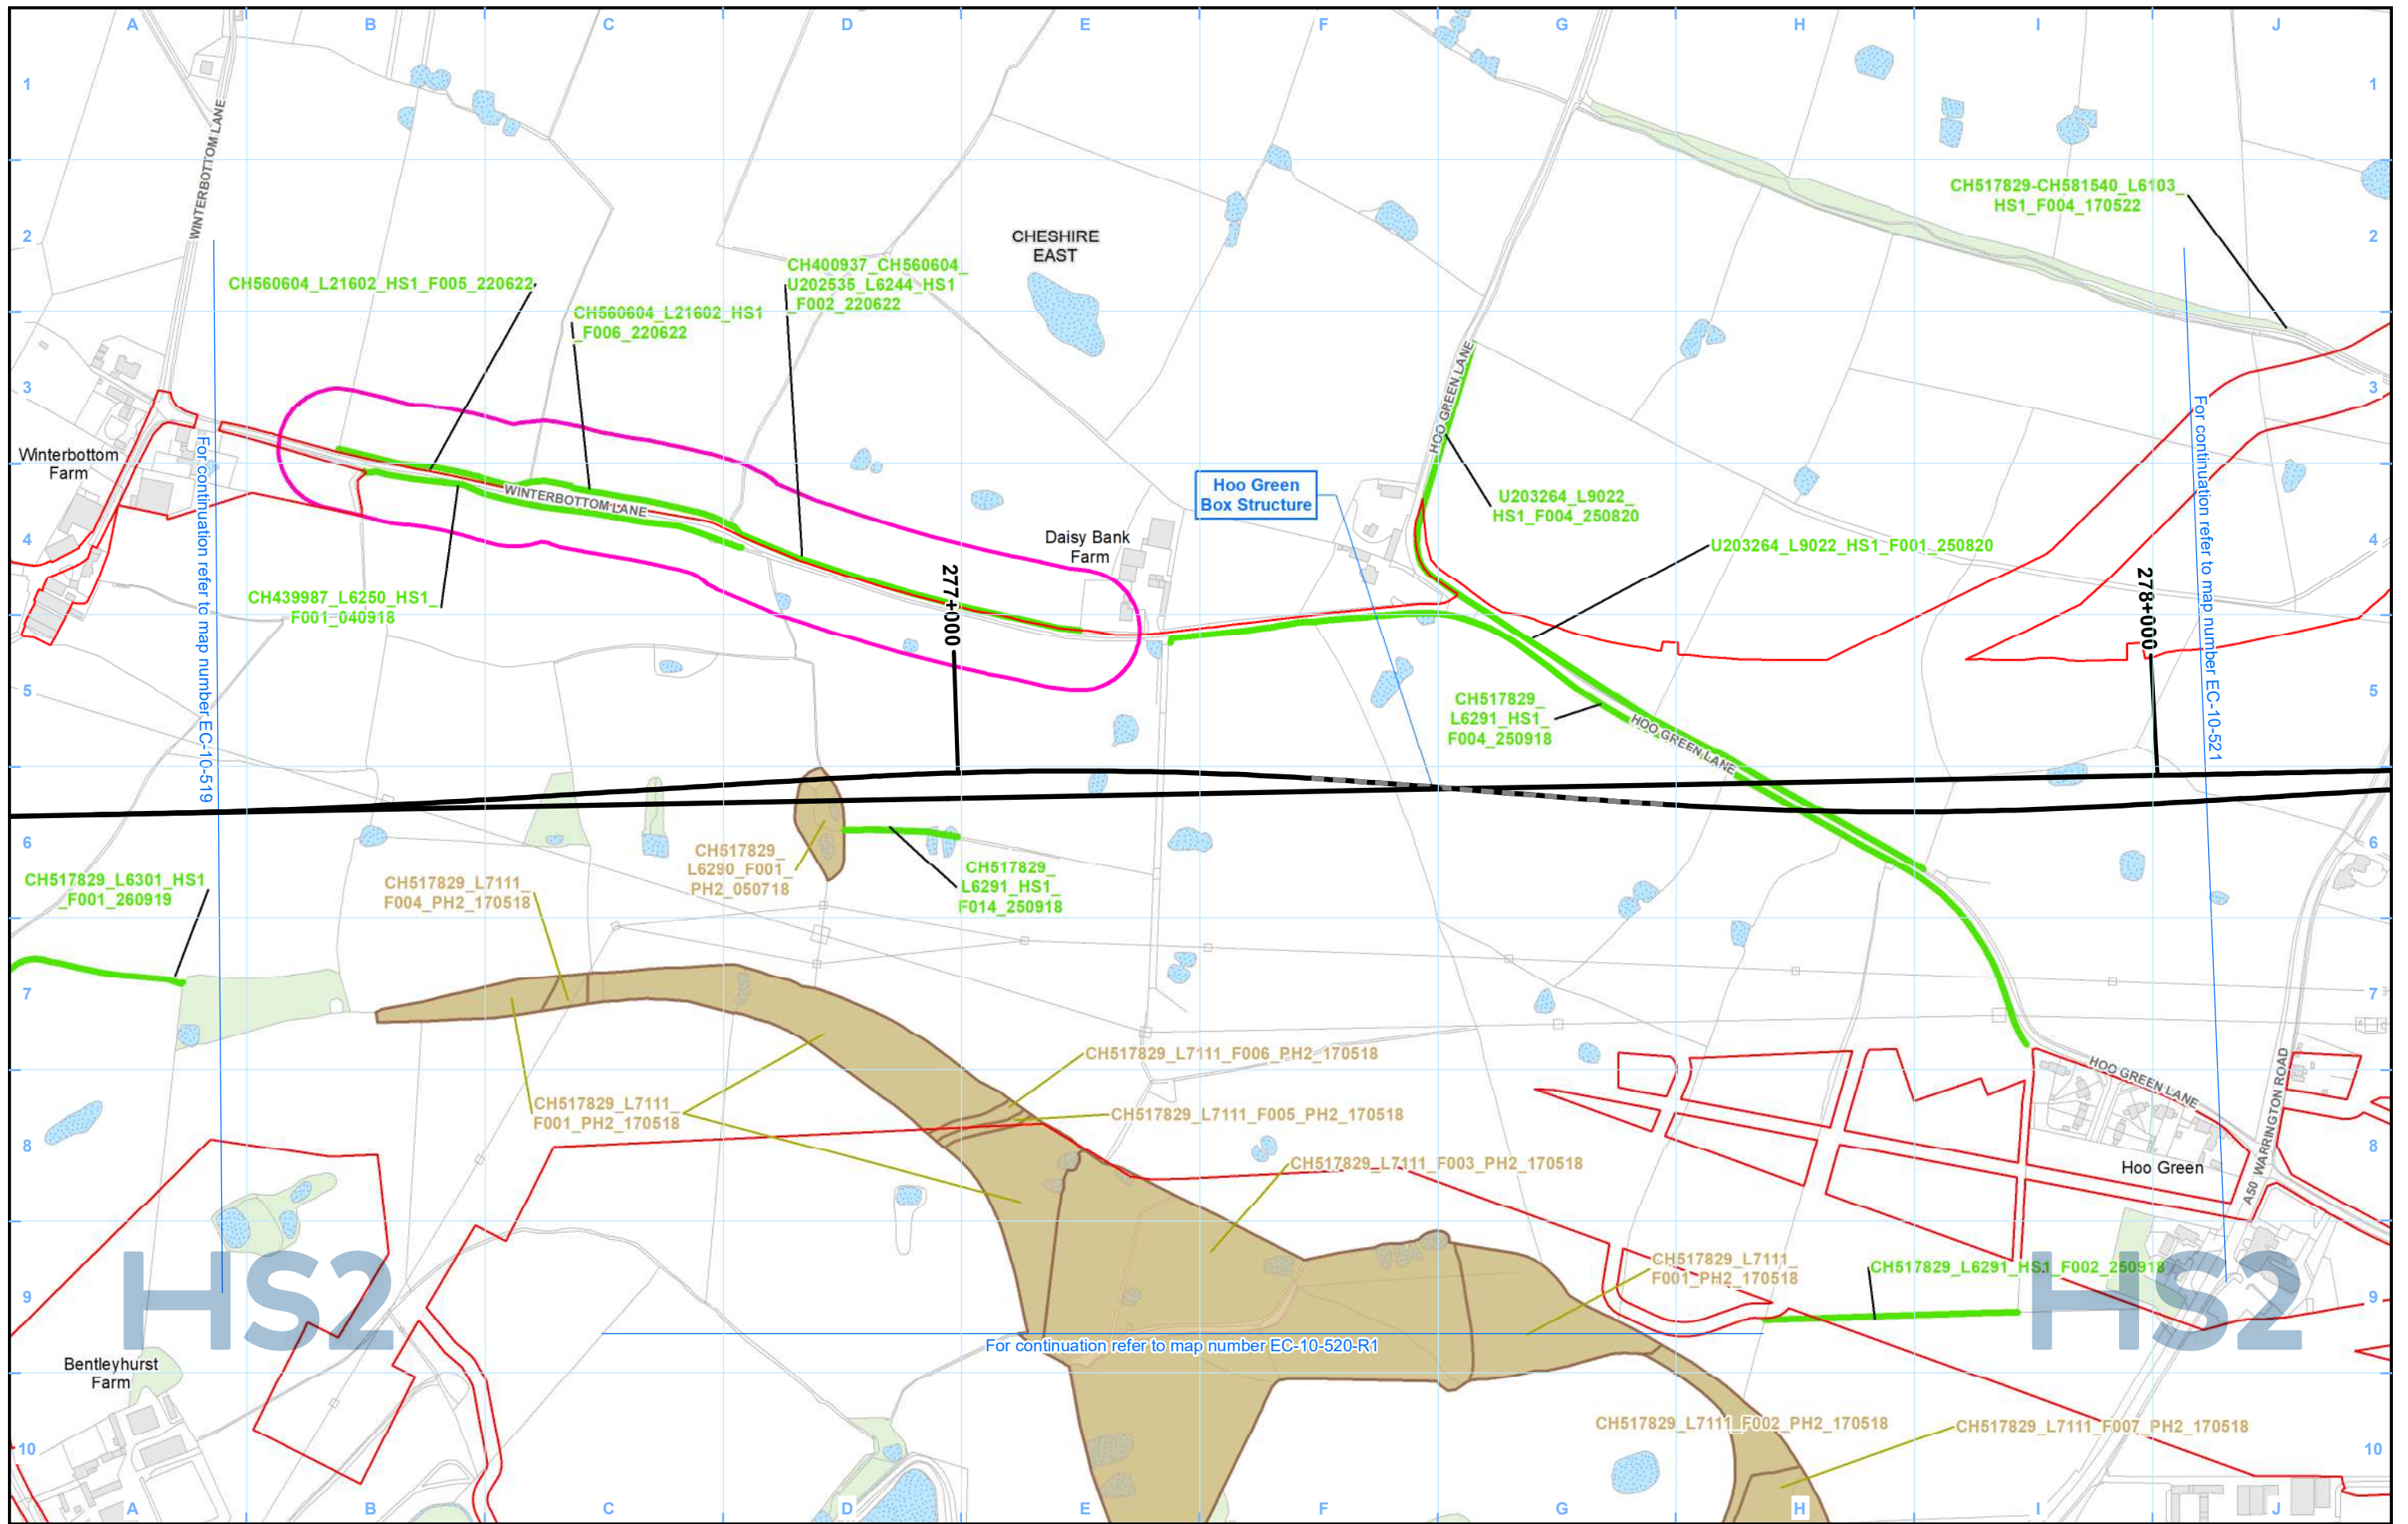 A B C D E F G H I J
1
1
WINTERBOTTOM LANE
CH517829-CH581540_L6103_
HS1_F004_170522
2
2
CHESHIRE
EAST
CH560604_L21602_HS1_F005_220622
CH400937_CH560604_
U202535_L6244_HS1
_F002_220622
CH560604_L21602_HS1
_F006_220622
3
3
HOO GREEN LANE
Winterbottom
Farm
For continuation refer to map number EC-10-519
For continuation refer to map number EC-10-521
WINTERBOTTOM LANE
Hoo Green
Box Structure
U203264_L9022_
HS1_F004_250820
4
4
Daisy Bank
Farm
U203264_L9022_HS1_F001_250820
CH439987_L6250_HS1_
F001_040918
277+000
278+000
5
5
CH517829_
L6291_HS1_
F004_250918
HOO GREEN LANE
6
6
CH517829_L6301_HS1
_F001_260919
CH517829_L7111_
F004_PH2_170518
CH517829_
L6290_F001_
PH2_050718
CH517829_
L6291_HS1_
F014_250918
7
7
CH517829_L7111_F006_PH2_170518
HOO GREEN LANE
CH517829_L7111_
F001_PH2_170518
CH517829_L7111_F005_PH2_170518
8
8
CH517829_L7111_F003_PH2_170518
Hoo Green
A50 WARRINGTON ROAD
CH517829_L7111_
F001_PH2_170518
CH517829_L6291_HS1_F002_250918
9
9
HS2
HS2
For continuation refer to map number EC-10-520-R1
Bentleyhurst
Farm
CH517829_L7111_F002_PH2_170518
CH517829_L7111_F007_PH2_170518
10
10
A B C D E F G H I J